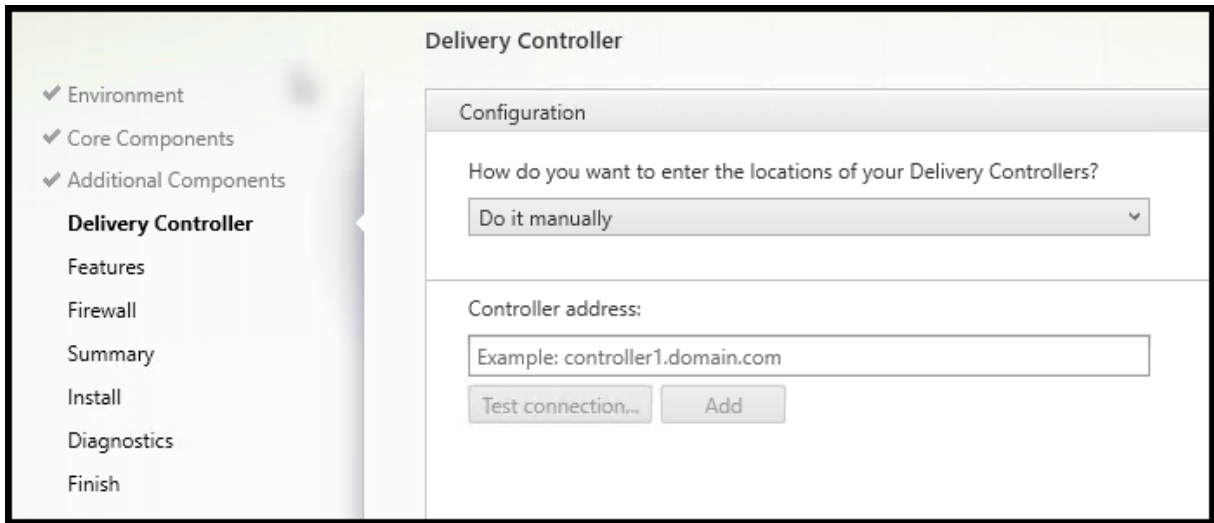 Delivery Controller
Environment
Core Components
Additional Components
Delivery Controller
Features
Firewall
Summary
Install
Diagnostics
Finish
Configuration
How do you want to enter the locations of your Delivery Controllers?
Do it manually
Controller address:
Example: controller1.domain.com
Test connection... Add